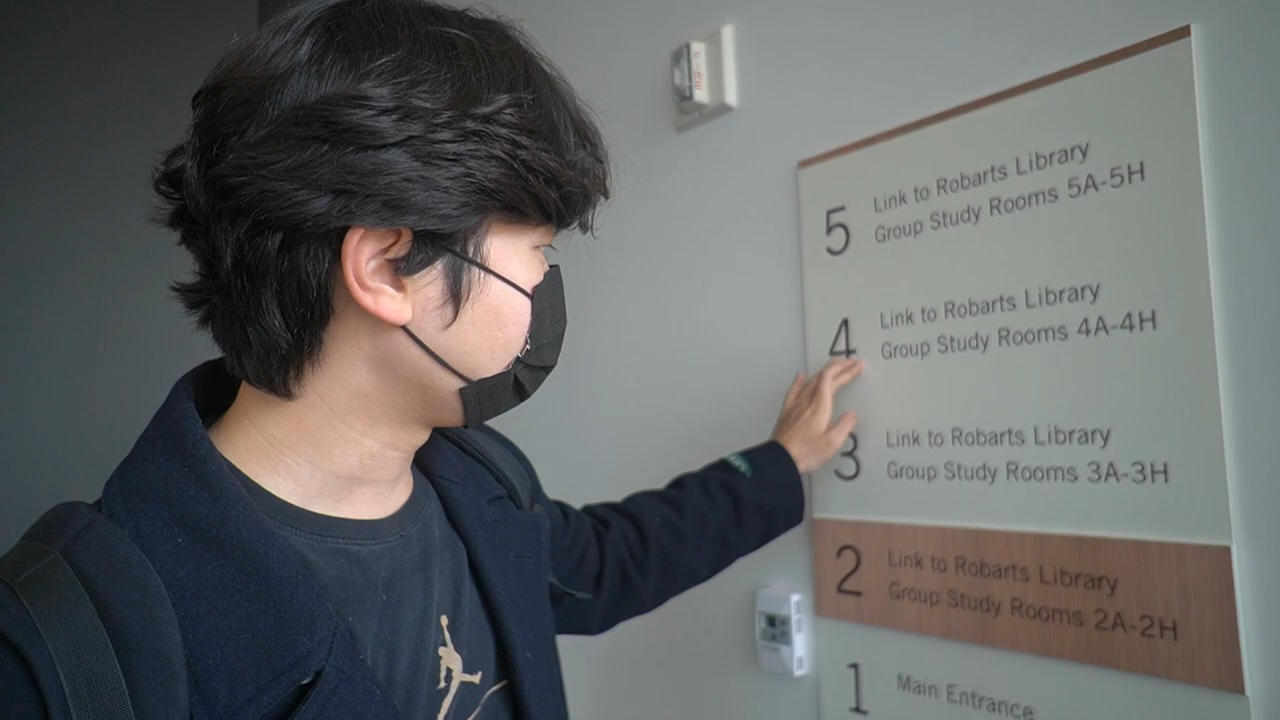 5 Link to Robarts Library
Group Study Rooms 5A-5H
4 Link to Robarts Library
Group Study Rooms 4A-4H
3 Link to Robarts Library
Group Study Rooms 3A-3H
2 Link to Robarts Library
Group Study Rooms 2A-2H
1 Main Entrance